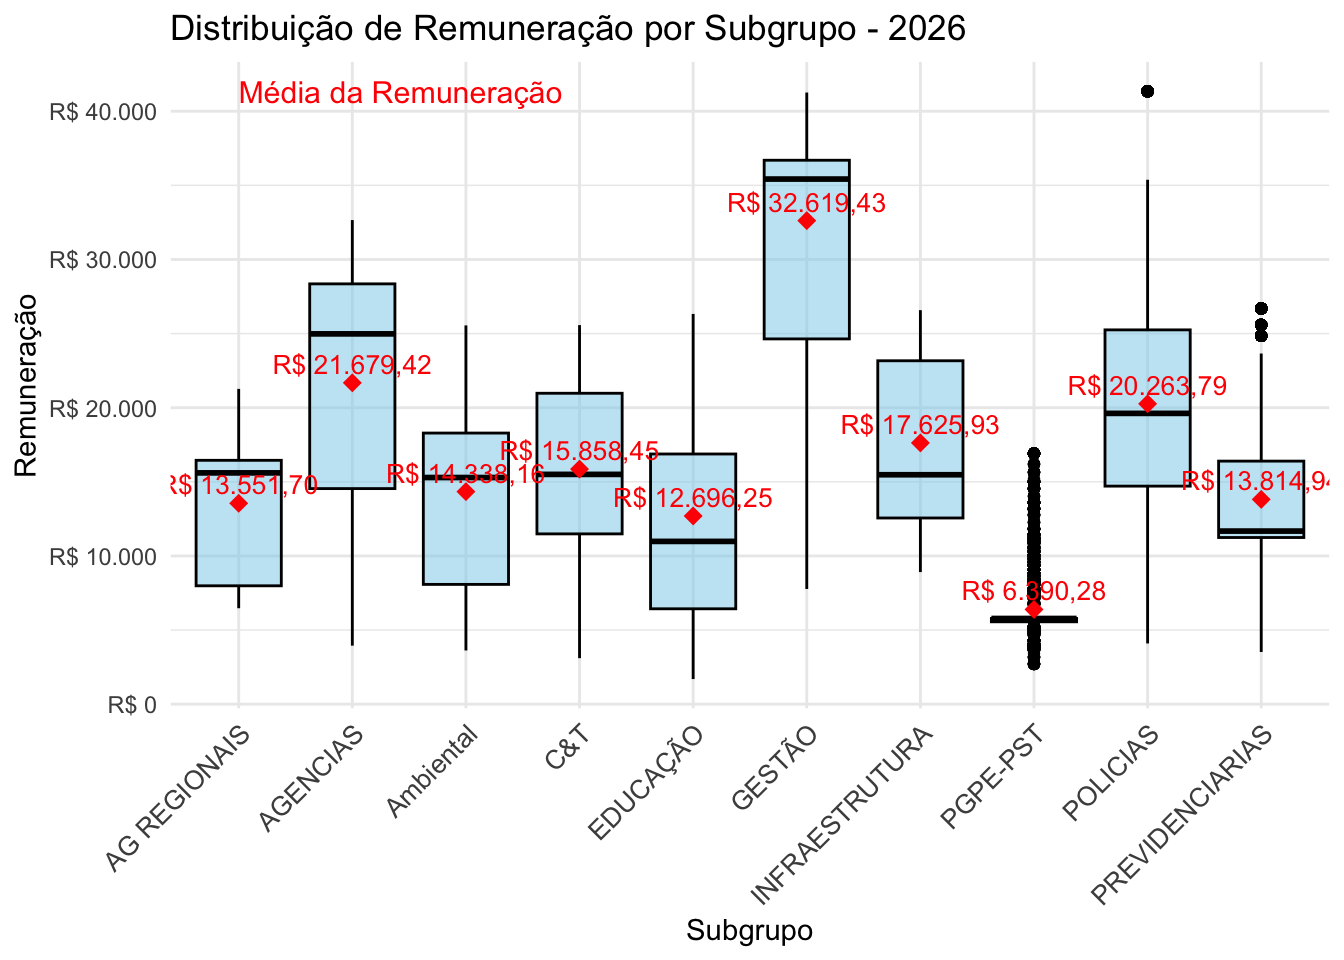 Distribuição de Remuneração por Subgrupo - 2026
Média da Remuneração
R$ 40.000
R$ 30.000
R$ 20.000
R$ 10.000
R$ 0
Remuneração
R$ 13.551,70
R$ 21.679,42
R$ 14.338,16
R$ 15.858,45
R$ 12.696,25
R$ 32.619,43
R$ 17.625,93
R$ 6.390,28
R$ 20.263,79
R$ 13.814,94
AG REGIONAIS
AGENCIAS
Ambiental
C&T
EDUCAÇÃO
GESTÃO
INFRAESTRUTURA
PGPE-PST
POLICIAS
PREVIDENCIARIAS
Subgrupo